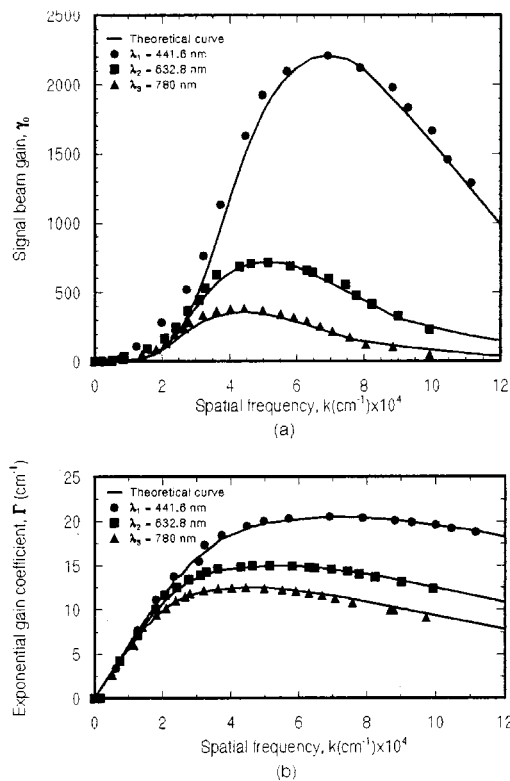 2500
2000
1500
1000
500
0
Signal beam gain, γ₀
Theoretical curve
λ₁ = 441.6 nm
λ₂ = 632.8 nm
λ₃ = 780 nm
0 2 4 6 8 10 12
Spatial frequency, k(cm⁻¹)x10⁴
(a)
25
20
15
10
5
0
Exponential gain coefficient, Γ (cm⁻¹)
Theoretical curve
λ₁ = 441.6 nm
λ₂ = 632.8 nm
λ₃ = 780 nm
0 2 4 6 8 10 12
Spatial frequency, k(cm⁻¹)x10⁴
(b)